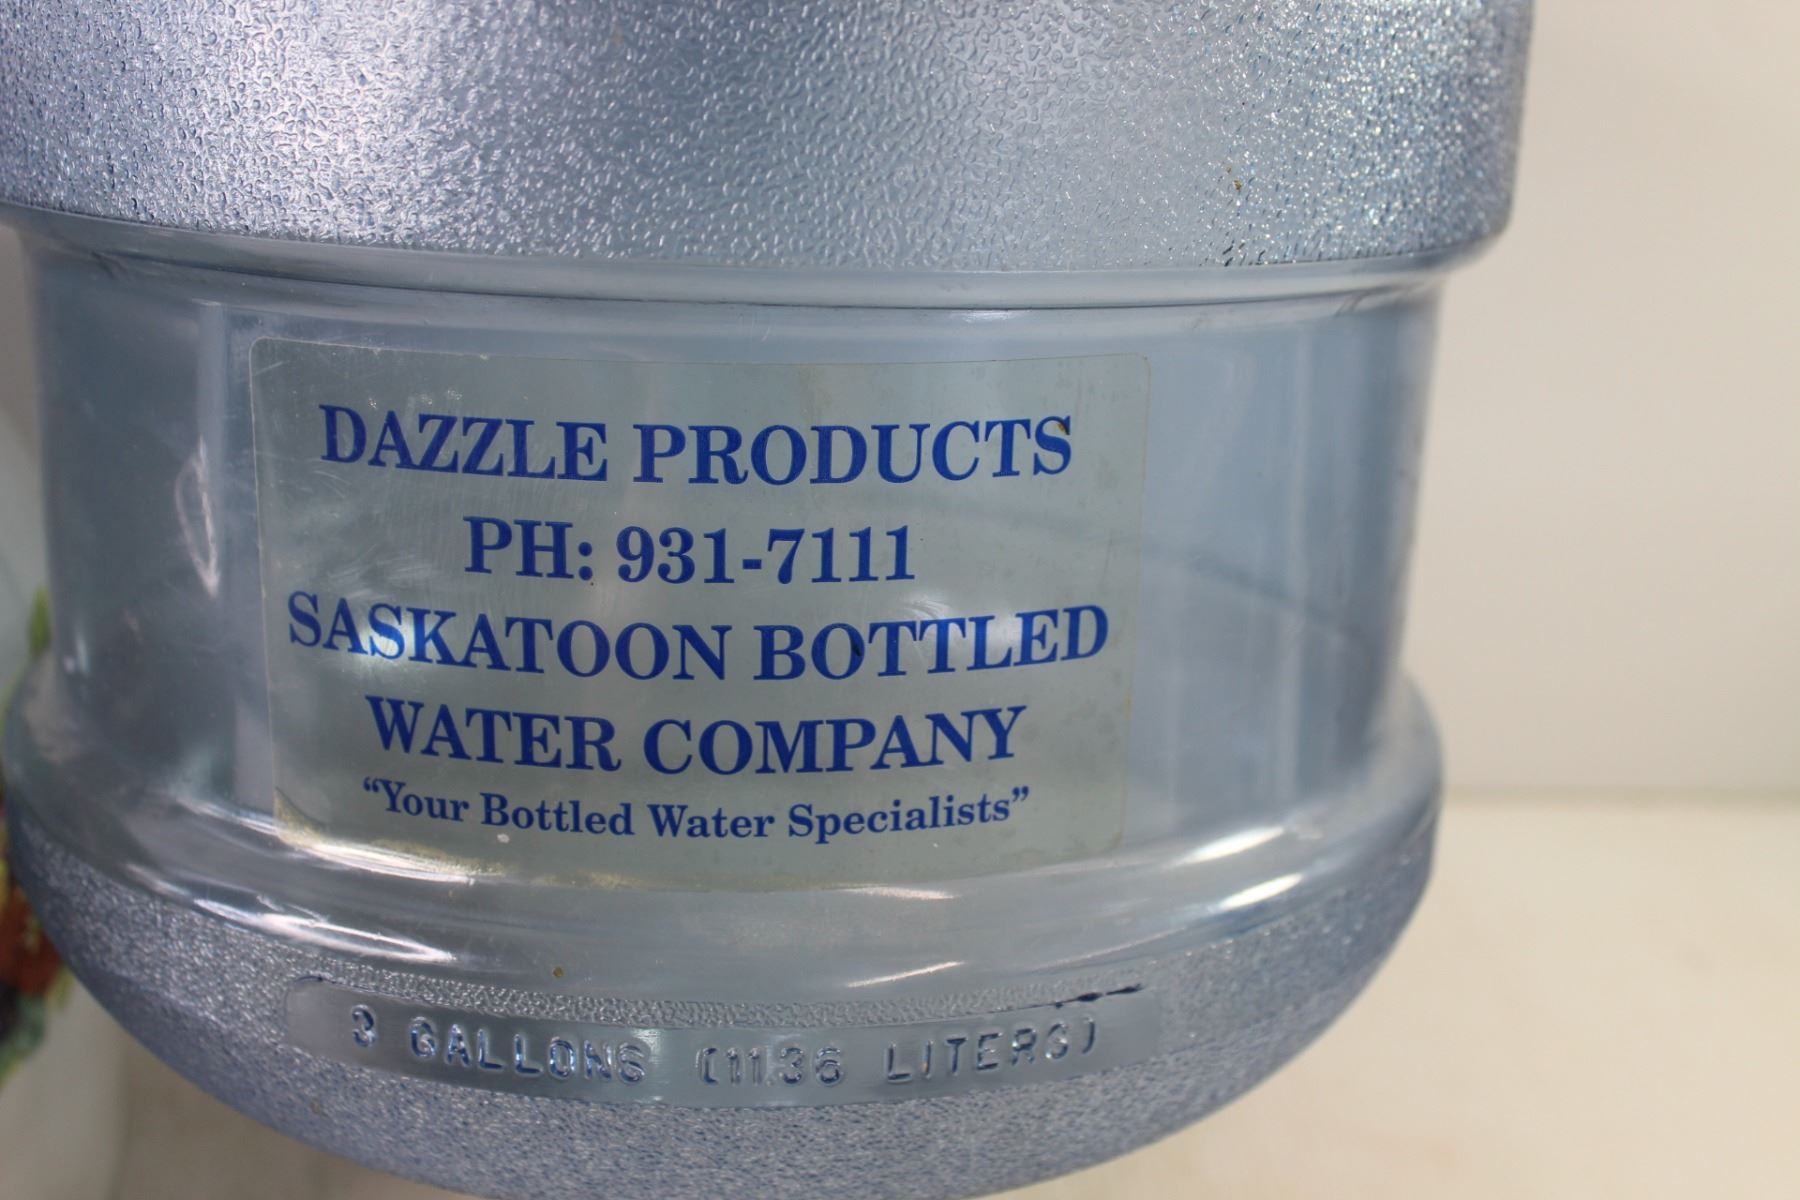 DAZZLE PRODUCTS
PH: 931-7111
SASKATOON BOTTLED
WATER COMPANY
“Your Bottled Water Specialists”
3 GALLONS (11.36 LITERS)